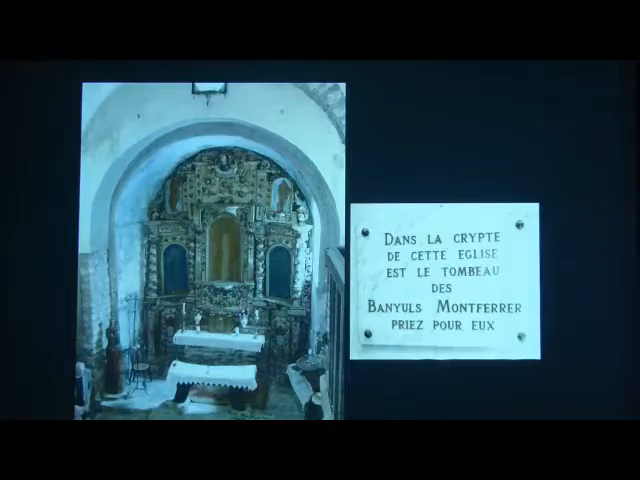 DANS LA CRYPTE
DE CETTE EGLISE
EST LE TOMBEAU
DES
BANYULS MONTFERRER
PRIEZ POUR EUX